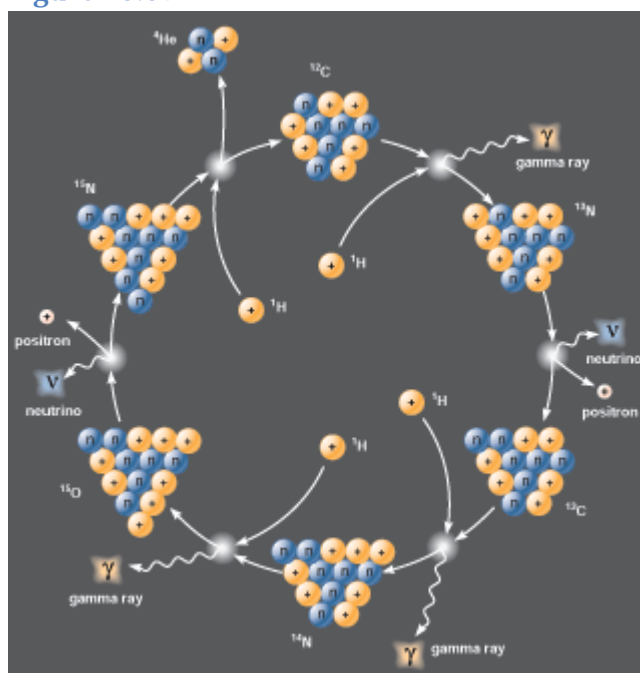 ⁴He
¹²C
γ
gamma ray
¹⁵N
¹³N
¹H
¹H
positron
ν
neutrino
ν
neutrino
positron
¹H
¹H
¹⁵O
¹³C
γ
gamma ray
¹⁴N
γ
gamma ray